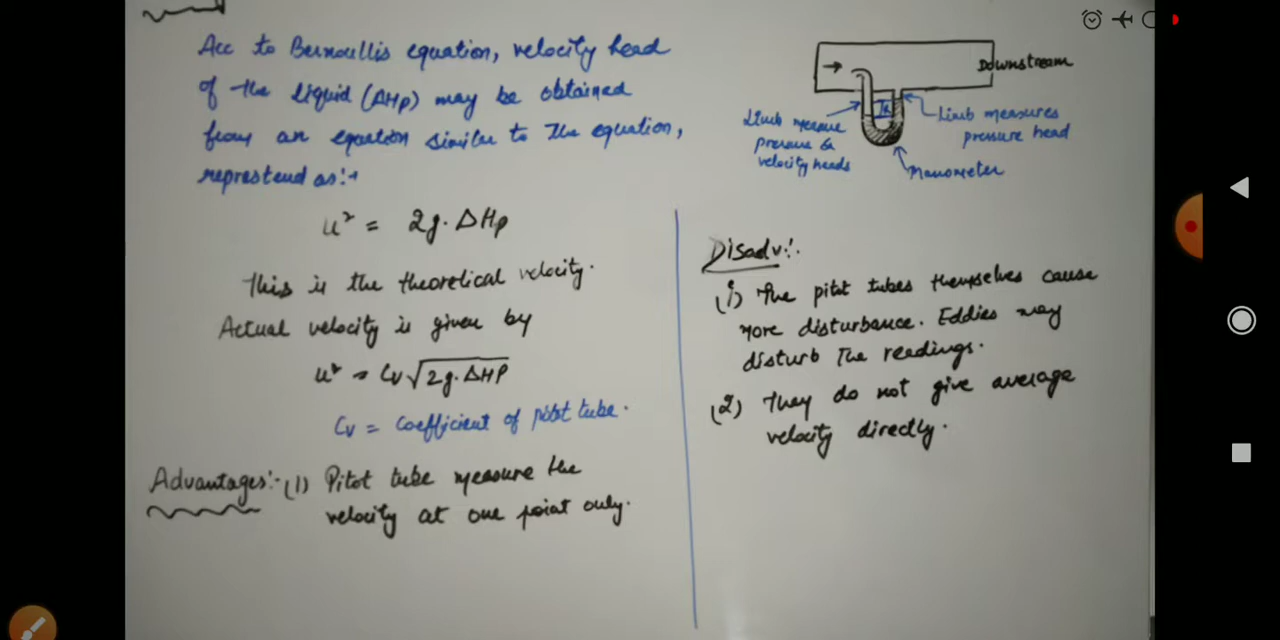 Acc to Bernoullis equation, velocity head
of the liquid (ΔHp) may be obtained
from an equation similar to the equation,
represtend as:→
u² = 2g. ΔHp
This is the theoretical velocity.
Actual velocity is given by
u² = Cv √2g. ΔHP
Cv = coefficient of pitot tube.
Advantages:- (1) Pitot tube measure the
velocity at one point only.
Downstream
Limb measure
pressure &
velocity heads
Limb measures
pressure head
Manometer
Disadv:-
(1) The pitot tubes themselves cause
more disturbance. Eddies may
disturb the readings.
(2) They do not give average
velocity directly.